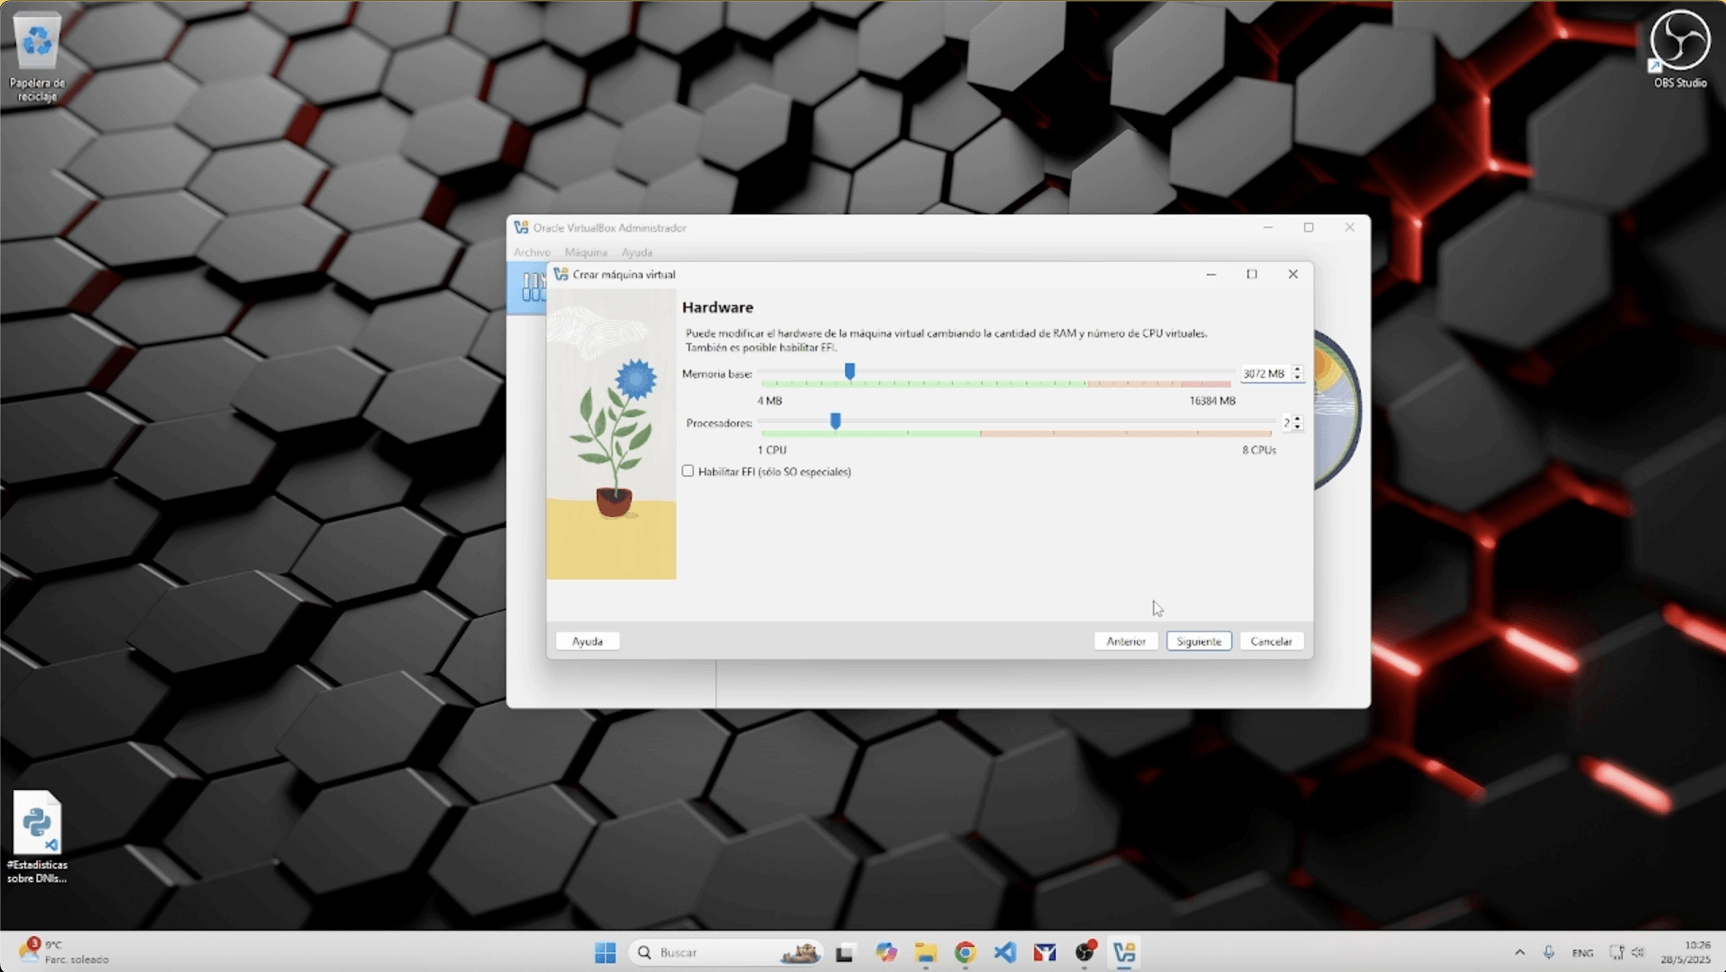 Papelera de
reciclaje
OBS Studio
Oracle VirtualBox Administrador
Archivo Máquina Ayuda
Crear máquina virtual
Hardware
Puede modificar el hardware de la máquina virtual cambiando la cantidad de RAM y número de CPU virtuales.
También es posible habilitar EFI.
Memoria base:
3072 MB
4 MB
16384 MB
Procesadores:
2
1 CPU
8 CPUs
Habilitar EFI (sólo SO especiales)
Ayuda
Anterior
Siguiente
Cancelar
#Estadisticas
sobre DNIs...
3
9°C
Parc. soleado
Buscar
ENG
10:26
28/5/2025